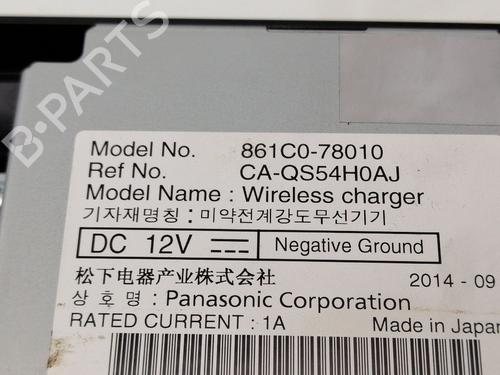 B-PARTS
Model No. 861C0-78010
Ref No. CA-QS54H0AJ
Model Name : Wireless charger
기자재명칭 : 미약전계강도무선기기
DC 12V Negative Ground
松下电器产业株式会社 2014 - 09
상 호 명 : Panasonic Corporation
RATED CURRENT : 1A Made in Japan